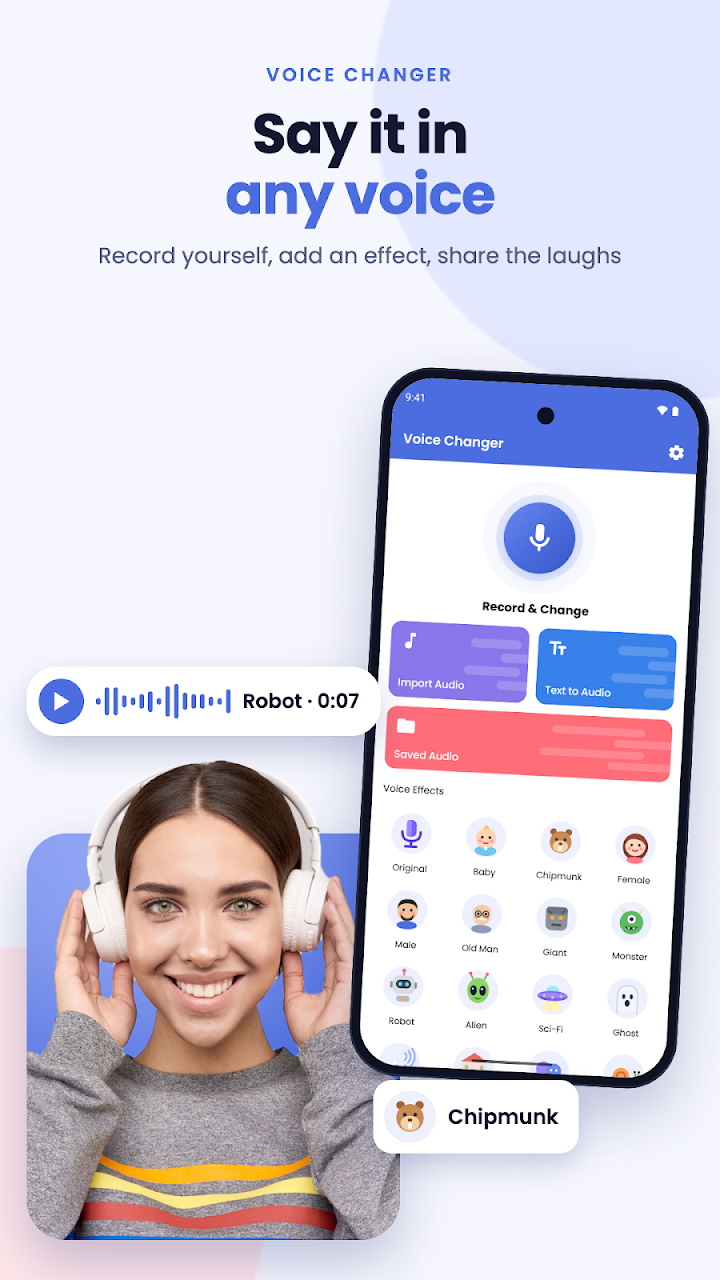 VOICE CHANGER
Say it in
any voice
Record yourself, add an effect, share the laughs
9:41
Voice Changer
Record & Change
Import Audio
Tт
Text to Audio
Saved Audio
Voice Effects
Original
Baby
Chipmunk
Female
Male
Old Man
Giant
Monster
Robot
Alien
Sci-Fi
Ghost
Robot · 0:07
Chipmunk